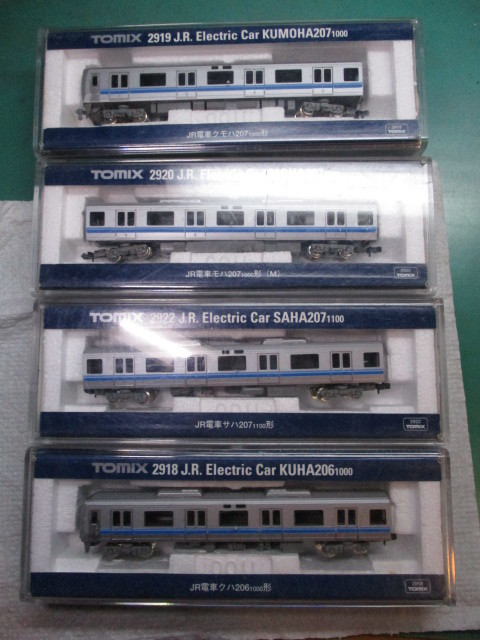 TOMIX 2919 J.R. Electric Car KUMOHA2071000
JR電車クモハ2071000形
2919
TOMIX
TOMIX 2920 J.R.
JR電車モハ2071000形 (M)
2920
TOMIX
TOMIX 2922 J.R. Electric Car SAHA2071100
JR電車サハ2071100形
2922
TOMIX
TOMIX 2918 J.R. Electric Car KUHA2061000
JR電車クハ2061000形
2918
TOMIX